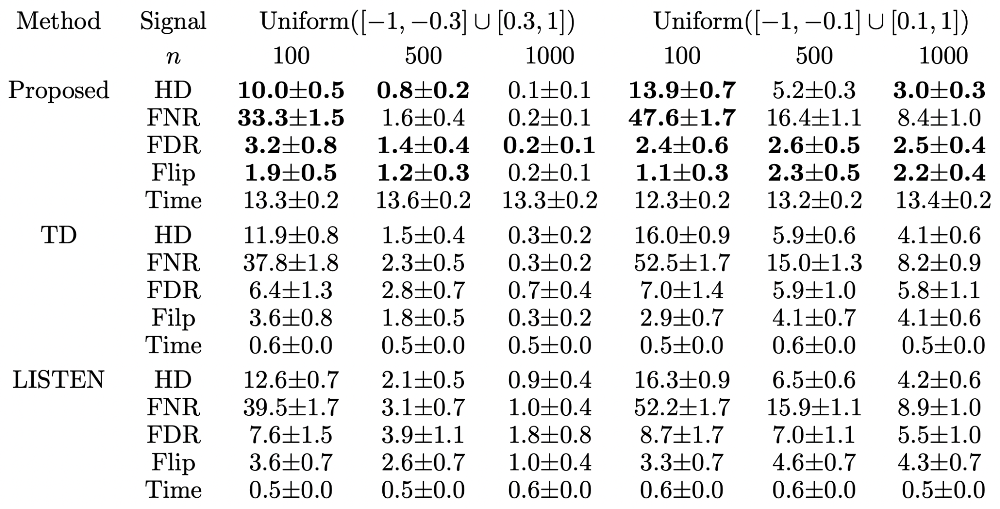 Method Signal Uniform([−1, −0.3] ∪ [0.3, 1]) Uniform([−1, −0.1] ∪ [0.1, 1])
n 100 500 1000 100 500 1000
Proposed HD 10.0±0.5 0.8±0.2 0.1±0.1 13.9±0.7 5.2±0.3 3.0±0.3
FNR 33.3±1.5 1.6±0.4 0.2±0.1 47.6±1.7 16.4±1.1 8.4±1.0
FDR 3.2±0.8 1.4±0.4 0.2±0.1 2.4±0.6 2.6±0.5 2.5±0.4
Flip 1.9±0.5 1.2±0.3 0.2±0.1 1.1±0.3 2.3±0.5 2.2±0.4
Time 13.3±0.2 13.6±0.2 13.3±0.2 12.3±0.2 13.2±0.2 13.4±0.2
TD HD 11.9±0.8 1.5±0.4 0.3±0.2 16.0±0.9 5.9±0.6 4.1±0.6
FNR 37.8±1.8 2.3±0.5 0.3±0.2 52.5±1.7 15.0±1.3 8.2±0.9
FDR 6.4±1.3 2.8±0.7 0.7±0.4 7.0±1.4 5.9±1.0 5.8±1.1
Filp 3.6±0.8 1.8±0.5 0.3±0.2 2.9±0.7 4.1±0.7 4.1±0.6
Time 0.6±0.0 0.5±0.0 0.5±0.0 0.5±0.0 0.6±0.0 0.5±0.0
LISTEN HD 12.6±0.7 2.1±0.5 0.9±0.4 16.3±0.9 6.5±0.6 4.2±0.6
FNR 39.5±1.7 3.1±0.7 1.0±0.4 52.2±1.7 15.9±1.1 8.9±1.0
FDR 7.6±1.5 3.9±1.1 1.8±0.8 8.7±1.7 7.0±1.1 5.5±1.0
Flip 3.6±0.7 2.6±0.7 1.0±0.4 3.3±0.7 4.6±0.7 4.3±0.7
Time 0.5±0.0 0.5±0.0 0.6±0.0 0.6±0.0 0.6±0.0 0.5±0.0